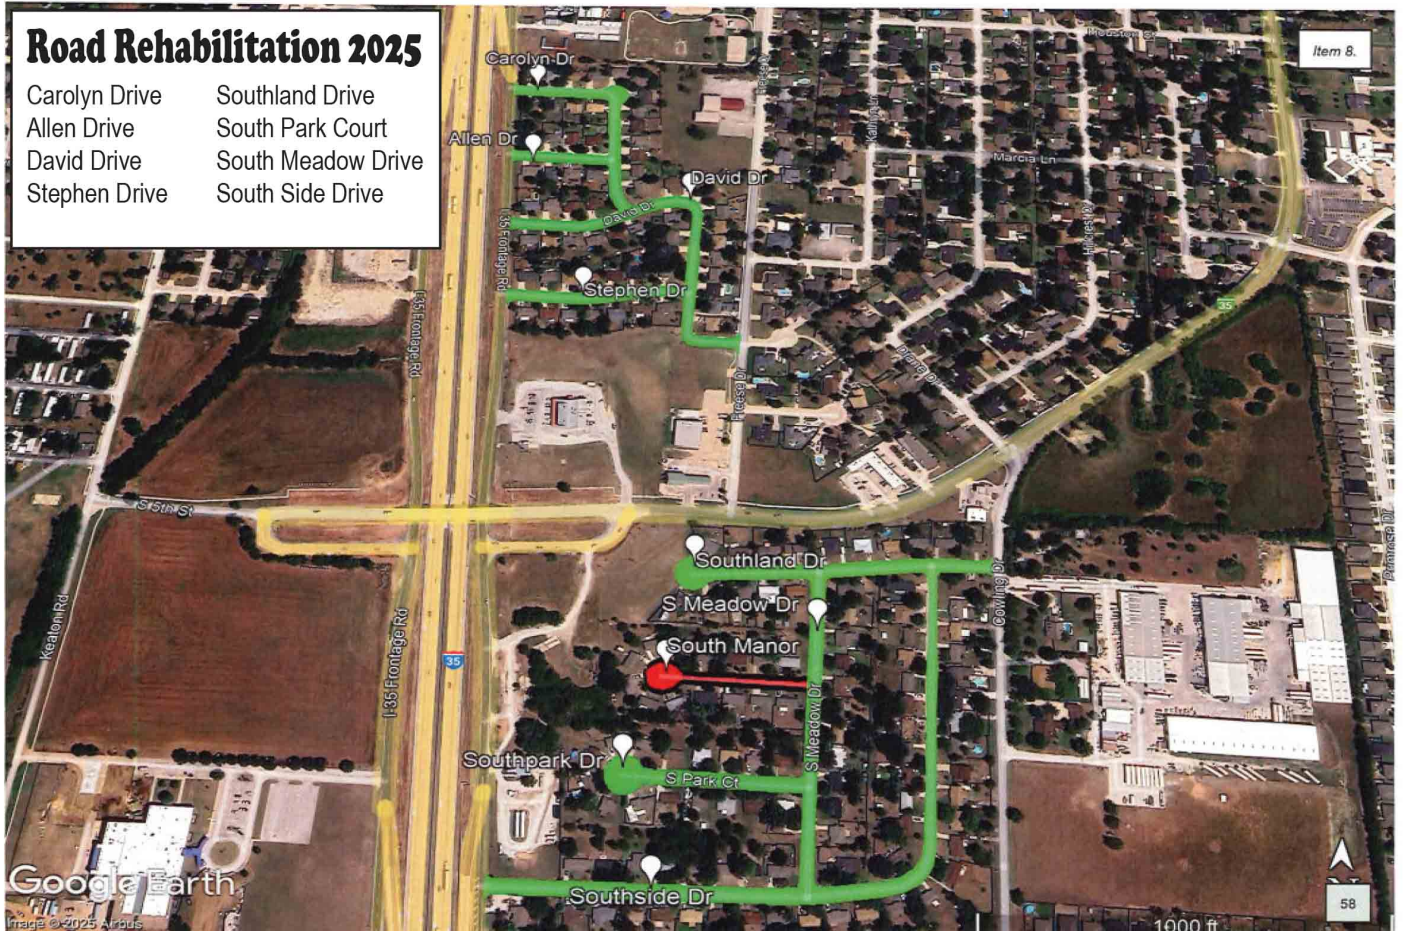 Road Rehabilitation 2025
Carolyn Drive
Southland Drive
Allen Drive
South Park Court
David Drive
South Meadow Drive
Stephen Drive
South Side Drive
Item 8.
Houston St
Carolyn Dr
Allen Dr
Marcia Ln
David Dr
David Dr
35 Frontage Rd
Stephen Dr
I-35 Frontage Rd
35
Freese Dr
S 5th St
Southland Dr
S Meadow Dr
Cowling Dr
Primrose Dr
Keaton Rd
I-35 Frontage Rd
35
South Manor
S Meadow Dr
Southpark Dr
S Park Ct
Southside Dr
Google Earth
Image © 2025 Airbus
1000 ft
58